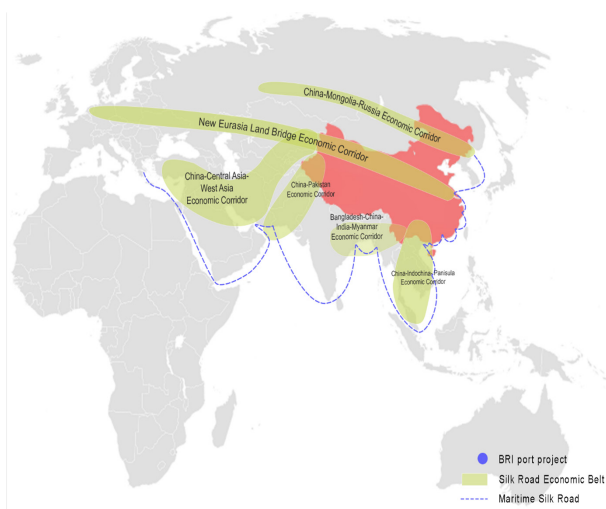 China-Mongolia-Russia Economic
Corridor
New Eurasia Land Bridge Economic Corridor
China-Central Asia-
West Asia
Economic Corridor
China-Pakistan
Economic Corridor
Bangladesh-China-
India-Myanmar
Economic Corridor
China-Indochina- Panisula
Economic Corridor
BRI port project
Silk Road Economic Belt
Maritime Silk Road